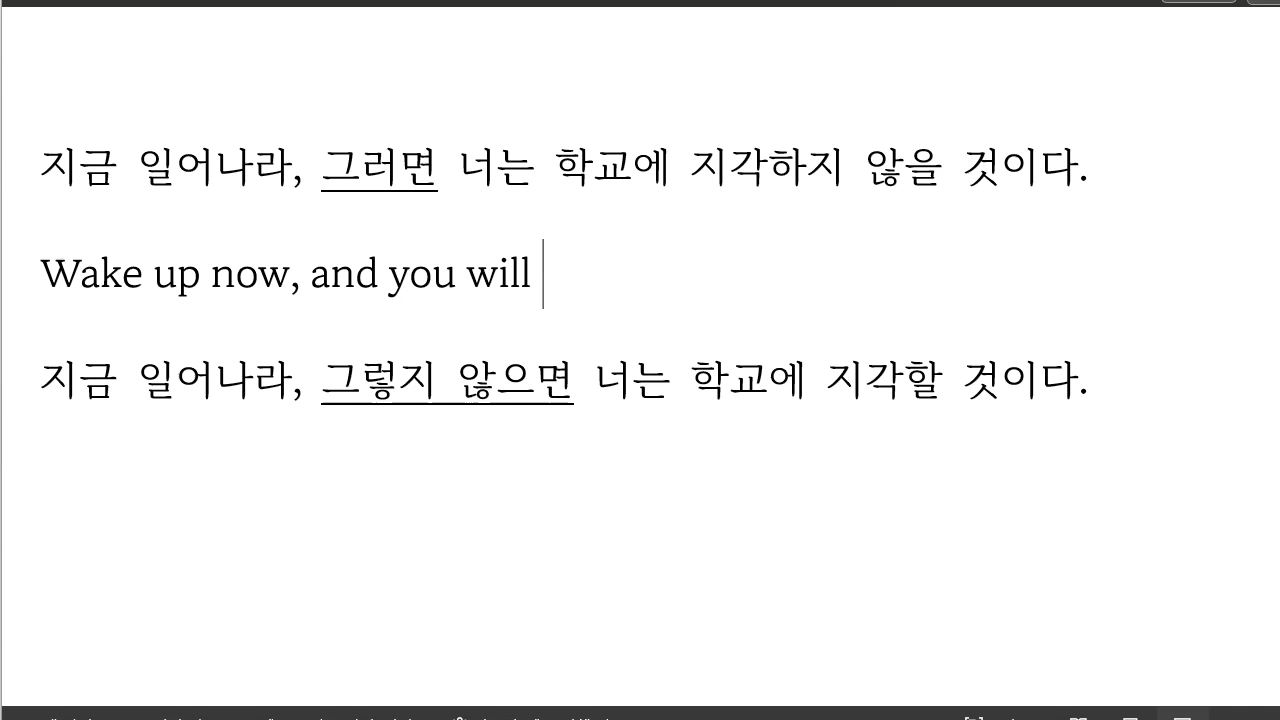 지금 일어나라, 그러면 너는 학교에 지각하지 않을 것이다.
Wake up now, and you will
지금 일어나라, 그렇지 않으면 너는 학교에 지각할 것이다.